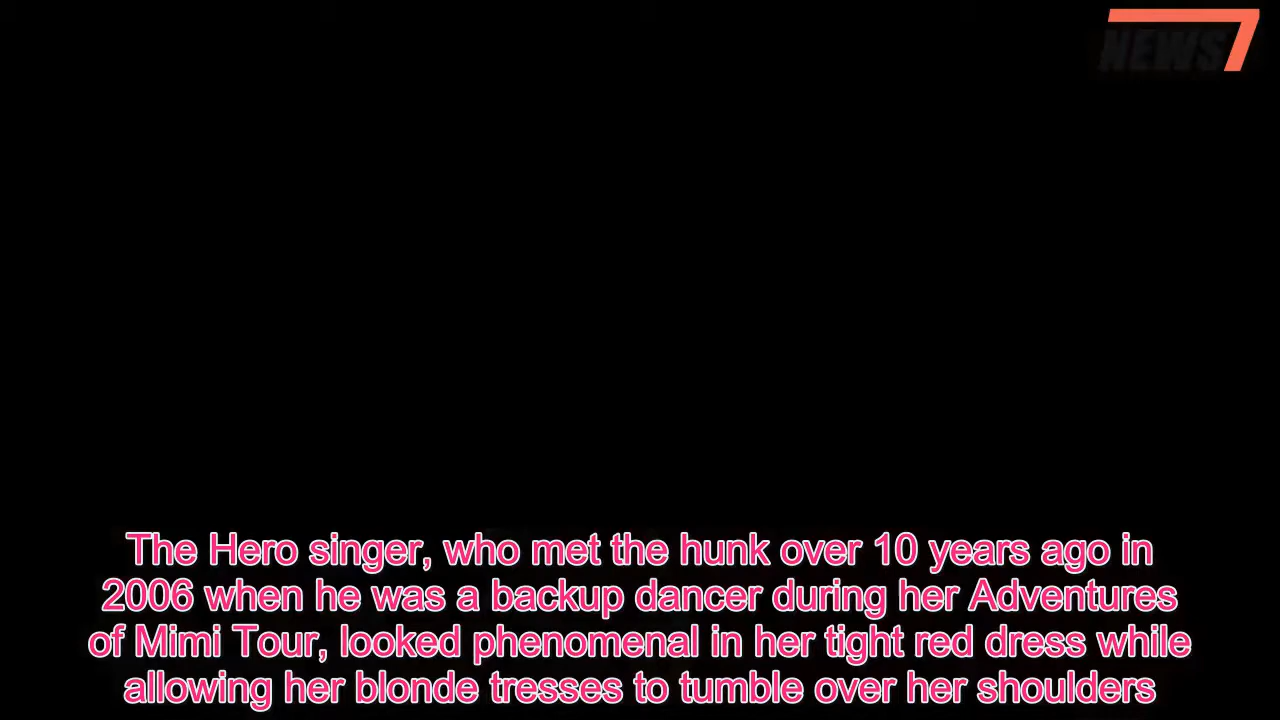 NEWS7
The Hero singer, who met the hunk over 10 years ago in
2006 when he was a backup dancer during her Adventures
of Mimi Tour, looked phenomenal in her tight red dress while
allowing her blonde tresses to tumble over her shoulders